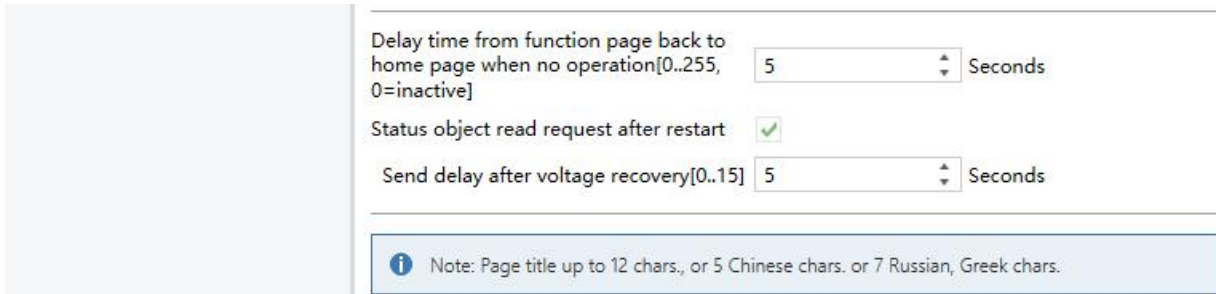 Delay time from function page back to
home page when no operation[0..255,
0=inactive]
5
Seconds
Status object read request after restart
Send delay after voltage recovery[0..15]
5
Seconds
Note: Page title up to 12 chars., or 5 Chinese chars. or 7 Russian, Greek chars.